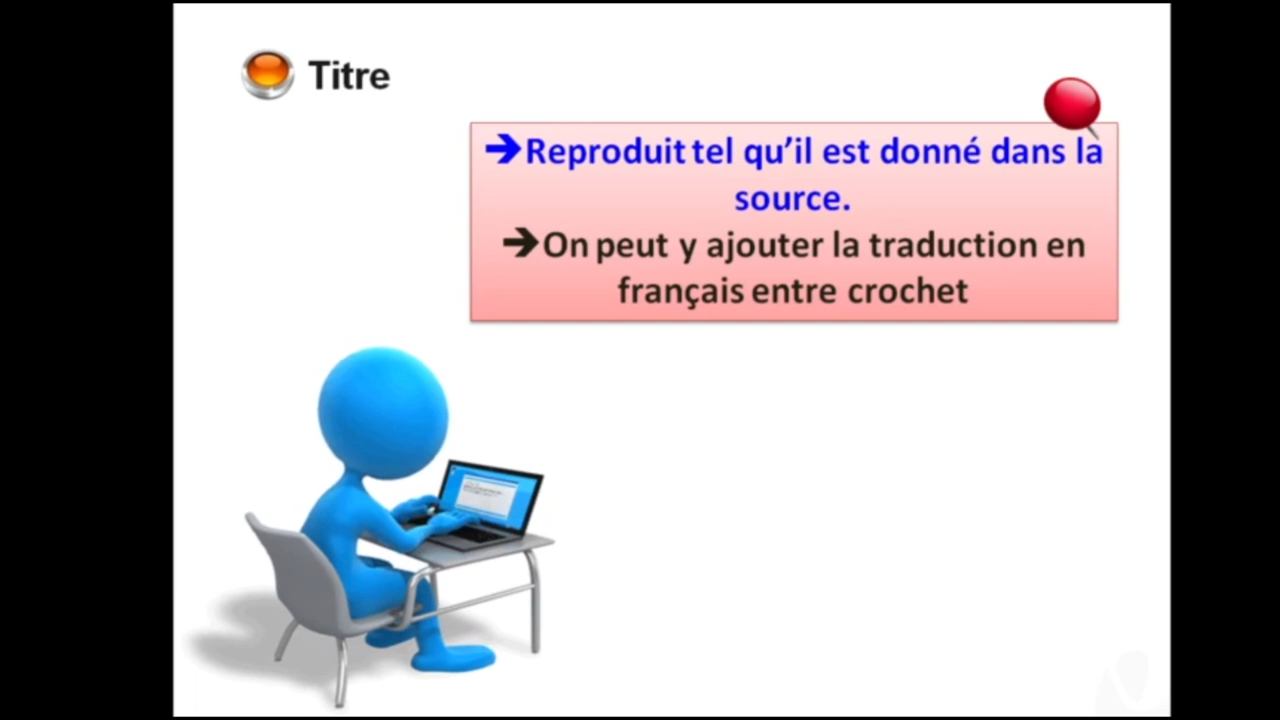 Titre
➔Reproduit tel qu’il est donné dans la
source.
➔On peut y ajouter la traduction en
français entre crochet